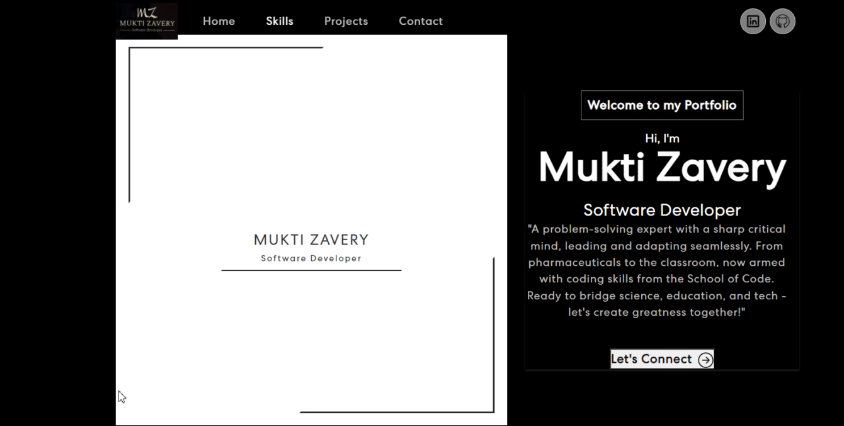 MZ
MUKTI ZAVERY
Software Developer
Home Skills Projects Contact
in
MUKTI ZAVERY
Software Developer
Welcome to my Portfolio
Hi, I'm
Mukti Zavery
Software Developer
"A problem-solving expert with a sharp critical
mind, leading and adapting seamlessly. From
pharmaceuticals to the classroom, now armed
with coding skills from the School of Code.
Ready to bridge science, education, and tech -
let's create greatness together!"
Let's Connect